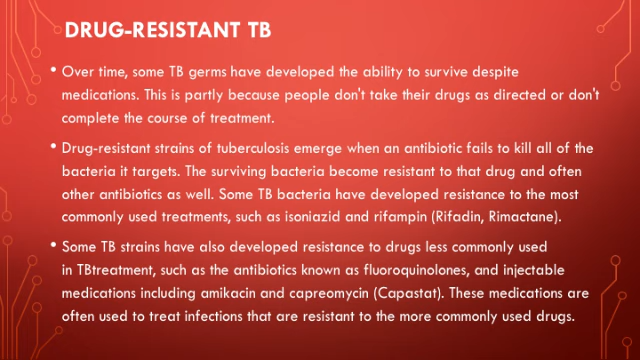 DRUG-RESISTANT TB
• Over time, some TB germs have developed the ability to survive despite
medications. This is partly because people don't take their drugs as directed or don't
complete the course of treatment.
• Drug-resistant strains of tuberculosis emerge when an antibiotic fails to kill all of the
bacteria it targets. The surviving bacteria become resistant to that drug and often
other antibiotics as well. Some TB bacteria have developed resistance to the most
commonly used treatments, such as isoniazid and rifampin (Rifadin, Rimactane).
• Some TB strains have also developed resistance to drugs less commonly used
in TBtreatment, such as the antibiotics known as fluoroquinolones, and injectable
medications including amikacin and capreomycin (Capastat). These medications are
often used to treat infections that are resistant to the more commonly used drugs.